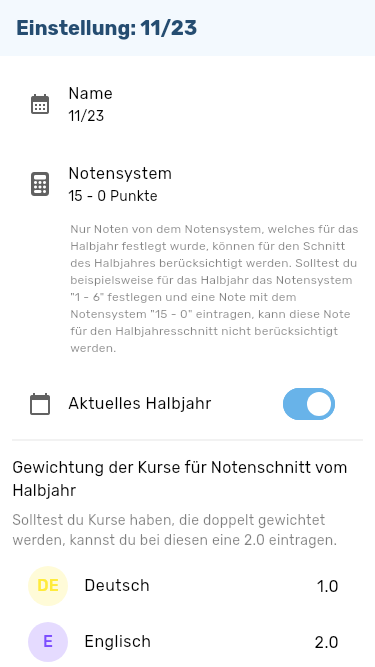 Einstellung: 11/23
Name
11/23
Notensystem
15 - 0 Punkte
Nur Noten von dem Notensystem, welches für das
Halbjahr festlegt wurde, können für den Schnitt
des Halbjahres berücksichtigt werden. Solltest du
beispielsweise für das Halbjahr das Notensystem
"1 - 6" festlegen und eine Note mit dem
Notensystem "15 - 0" eintragen, kann diese Note
für den Halbjahresschnitt nicht berücksichtigt
werden.
Aktuelles Halbjahr
Gewichtung der Kurse für Notenschnitt vom
Halbjahr
Solltest du Kurse haben, die doppelt gewichtet
werden, kannst du bei diesen eine 2.0 eintragen.
DE Deutsch 1.0
E Englisch 2.0